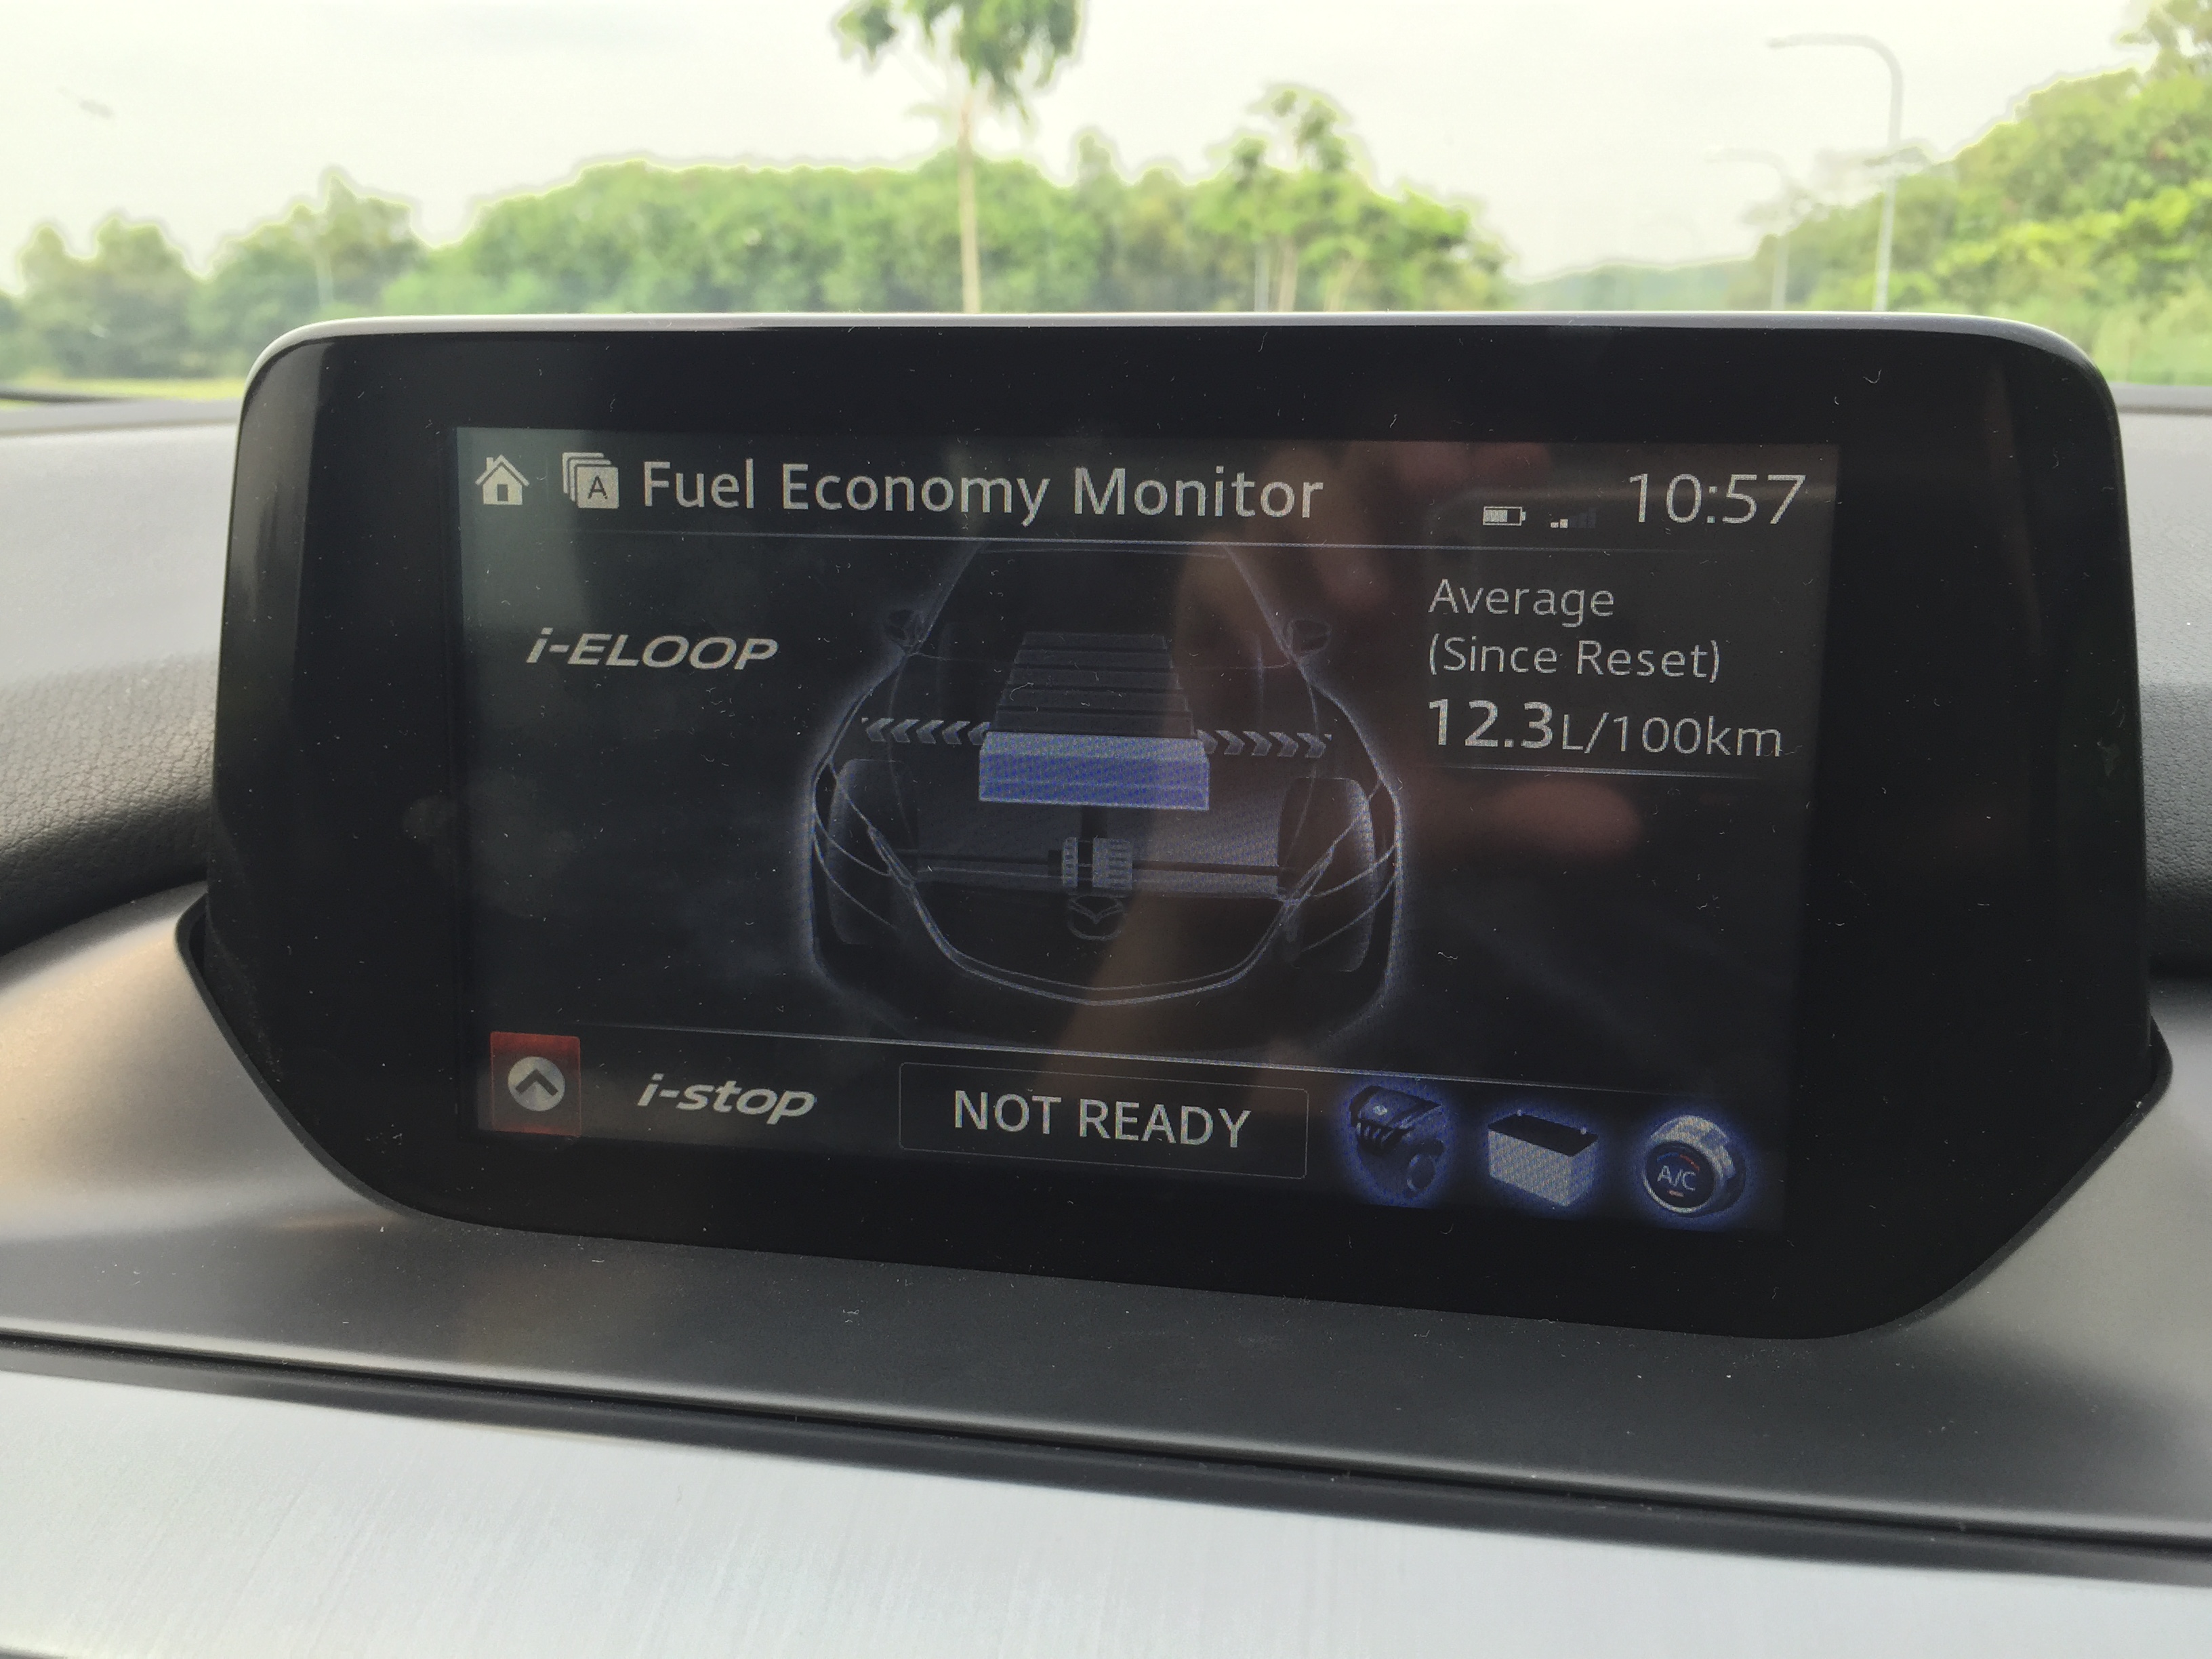 A Fuel Economy Monitor 10:57
i-ELOOP
Average
(Since Reset)
12.3L/100km
i-stop NOT READY
A/C